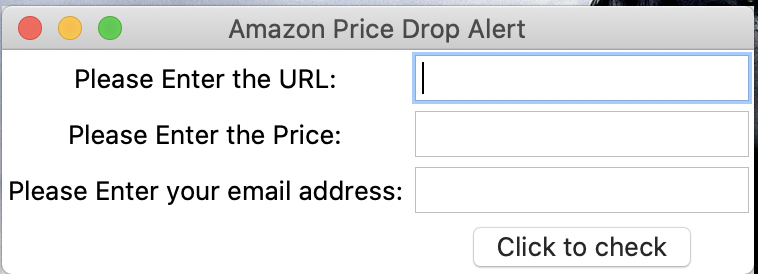 Amazon Price Drop Alert
Please Enter the URL:
Please Enter the Price:
Please Enter your email address:
Click to check